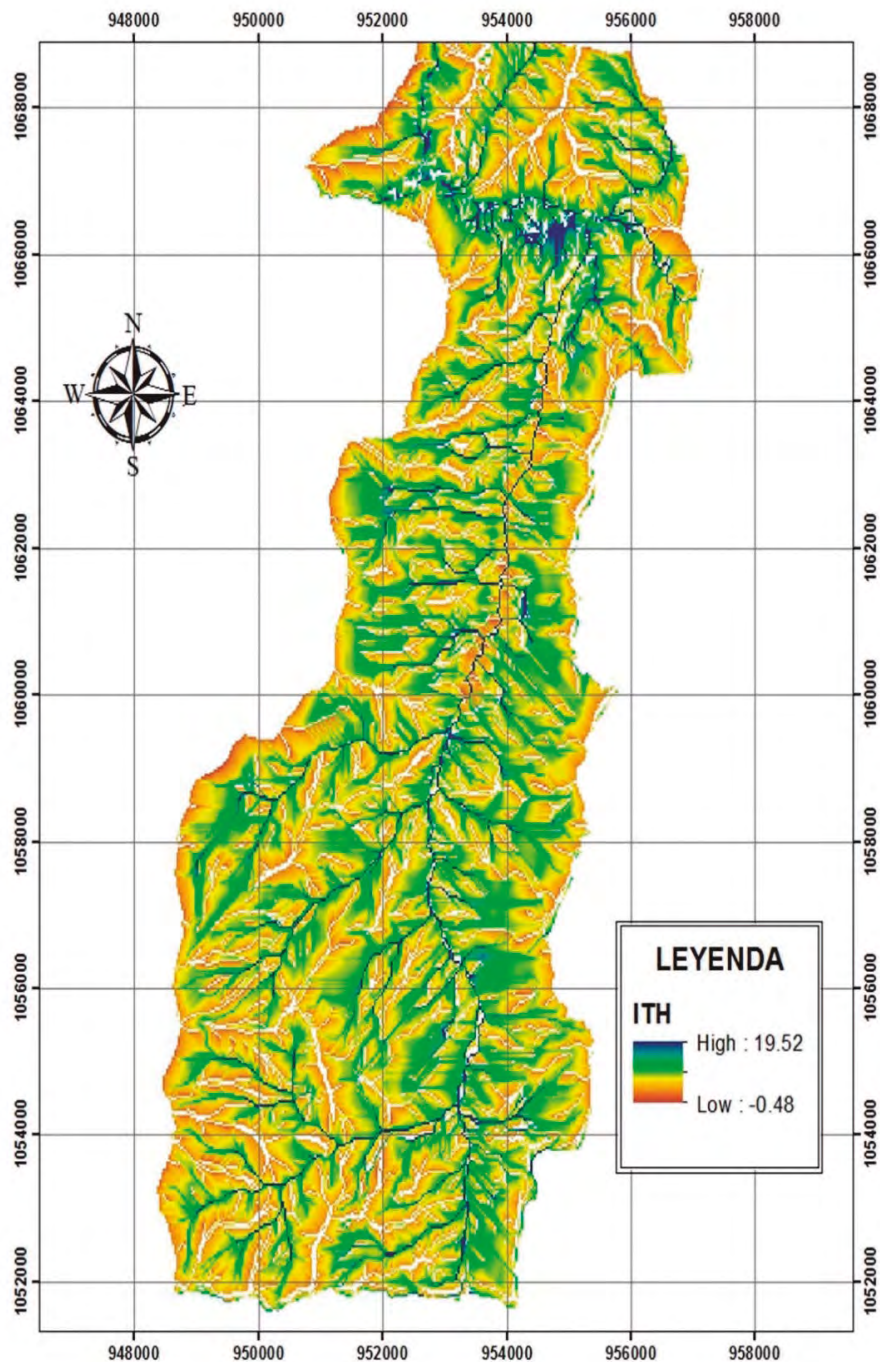 948000 950000 952000 954000 956000 958000
1068000 1068000
1066000 1066000
N
W E
S
1064000 1064000
1062000 1062000
1060000 1060000
1058000 1058000
LEYENDA
1056000 1056000
ITH
High : 19.52
Low : -0.48
1054000 1054000
1052000 1052000
948000 950000 952000 954000 956000 958000